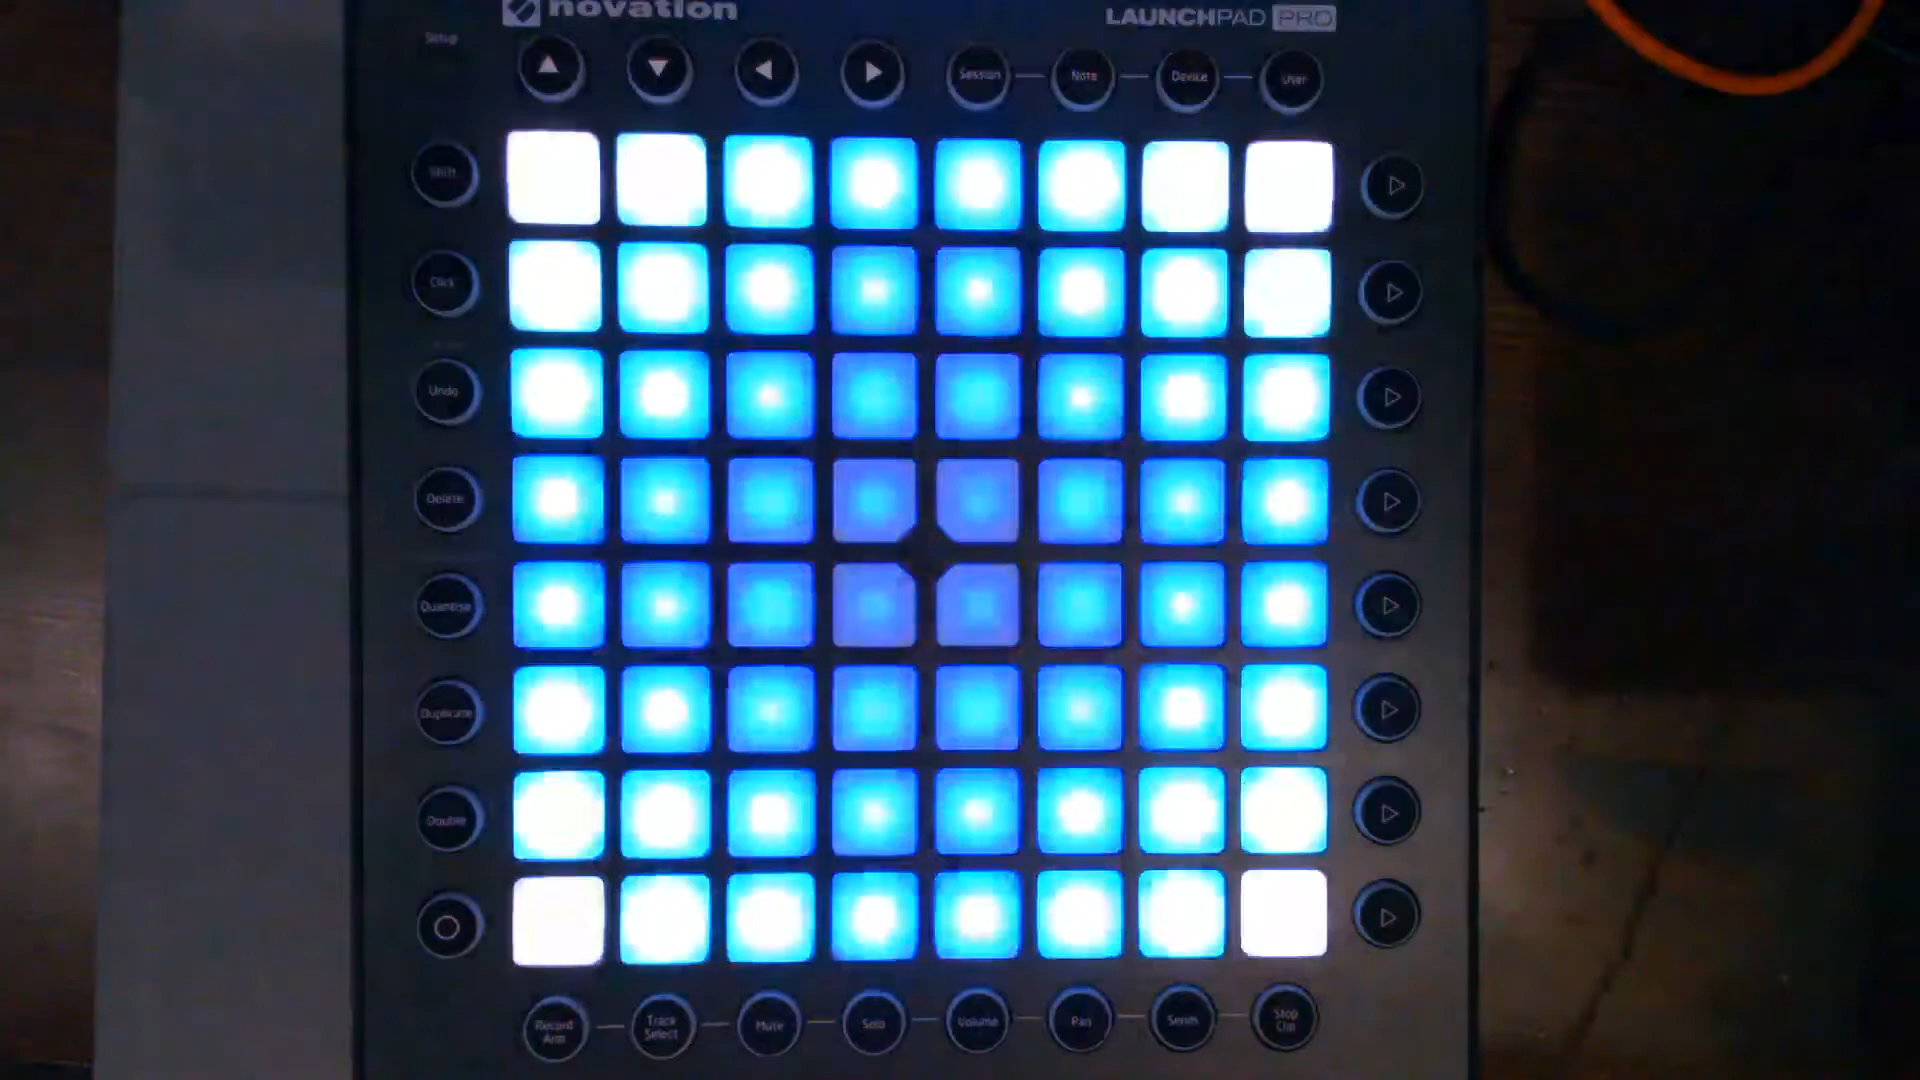 novation
LAUNCHPAD PRO
Setup
Session
Note
Device
User
Shift
Click
Undo
Delete
Quantise
Duplicate
Double
Record
Arm
Track
Select
Mute
Solo
Volume
Pan
Sends
Stop
Clip